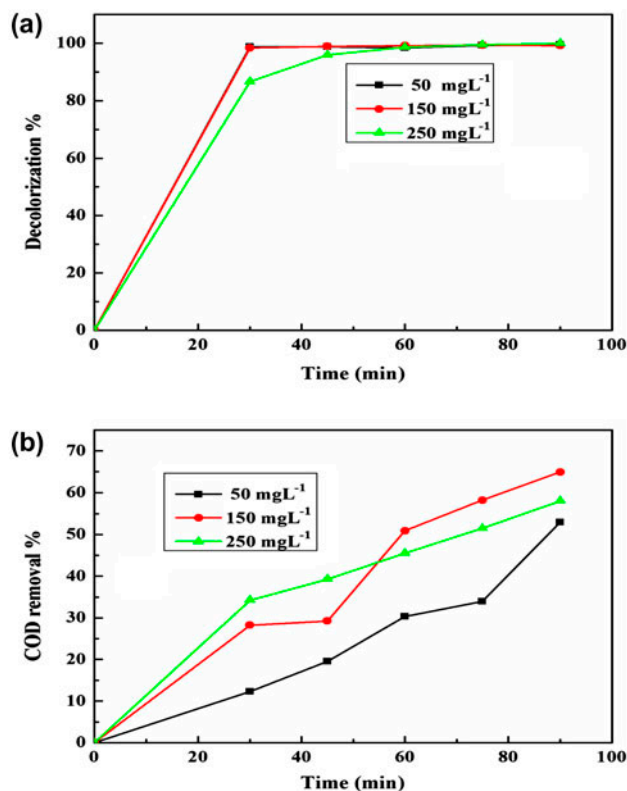 (a)
100
80
60
40
20
0
Decolorization %
50 mgL⁻¹
150 mgL⁻¹
250 mgL⁻¹
0 20 40 60 80 100
Time (min)
(b)
70
60
50
40
30
20
10
0
COD removal %
50 mgL⁻¹
150 mgL⁻¹
250 mgL⁻¹
0 20 40 60 80 100
Time (min)